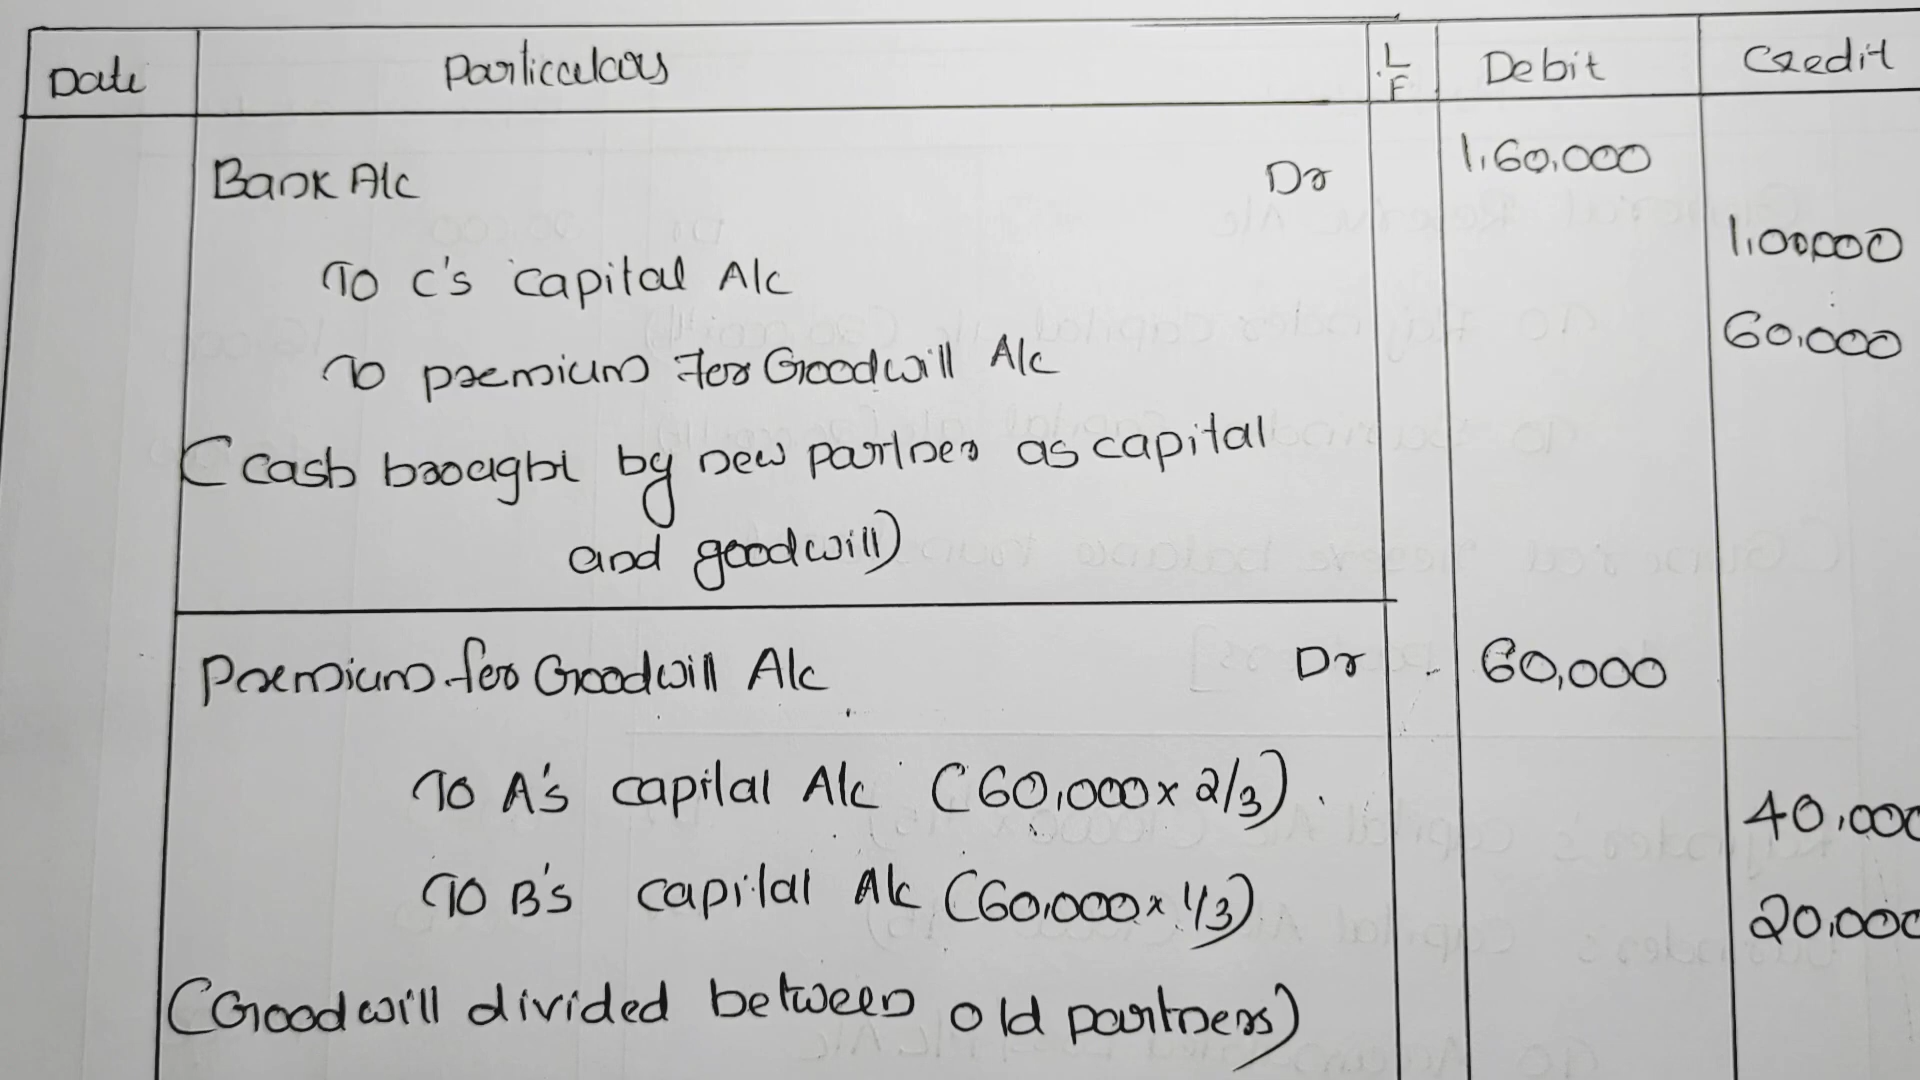 Date Particulars L F Debit Credit
Bank A/c Dr 1,60,000
To C's capital A/c 1,00,000
To premium for Goodwill A/c 60,000
(cash brought by new partner as capital
and goodwill)
Premium for Goodwill A/c Dr 60,000
To A's capital A/c (60,000 x 2/3) 40,000
To B's capital A/c (60,000 x 1/3) 20,000
(Goodwill divided between old partners)